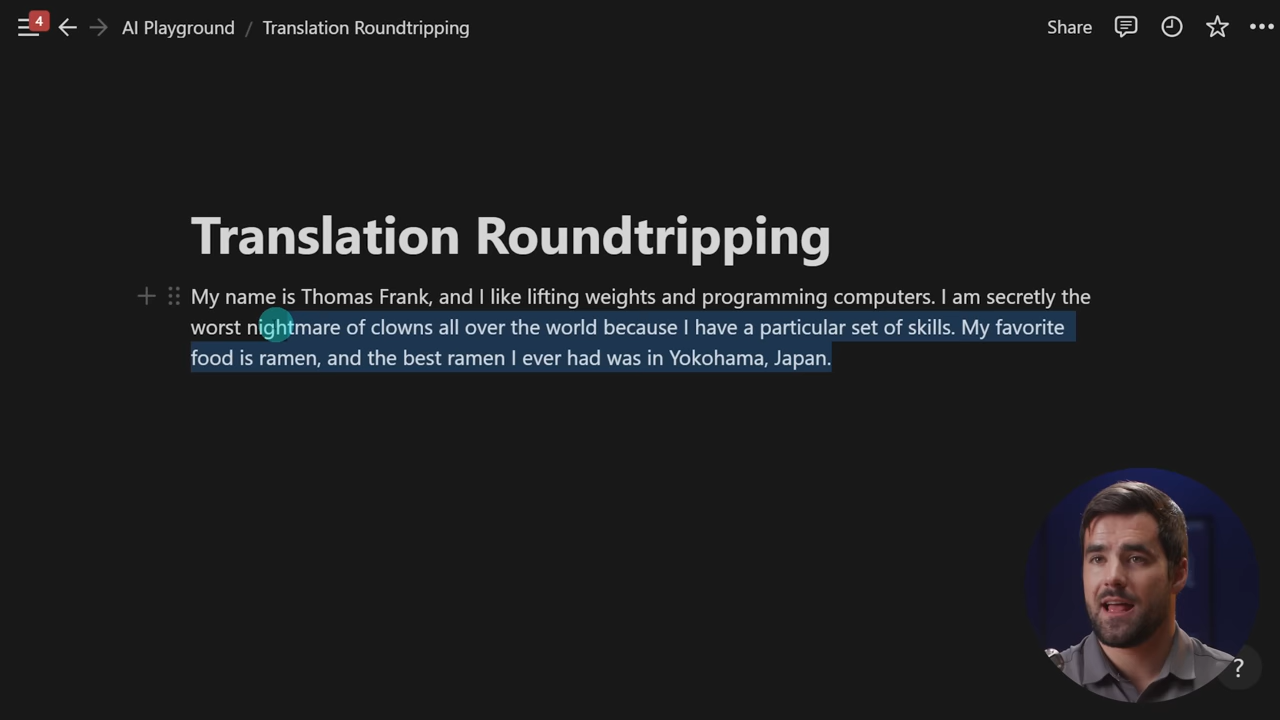 4
AI Playground / Translation Roundtripping
Share
Translation Roundtripping
My name is Thomas Frank, and I like lifting weights and programming computers. I am secretly the
worst nightmare of clowns all over the world because I have a particular set of skills. My favorite
food is ramen, and the best ramen I ever had was in Yokohama, Japan.
?